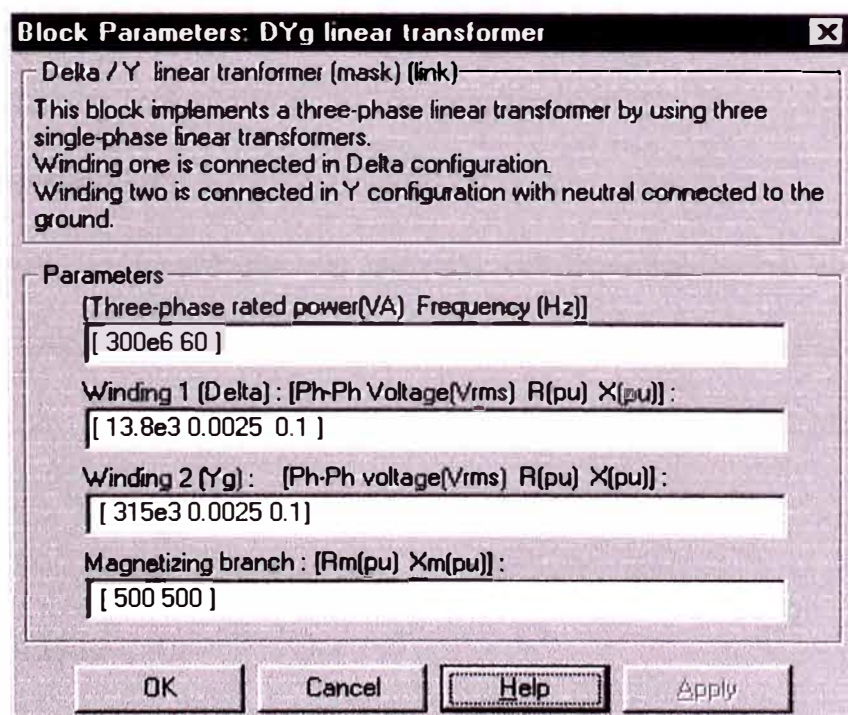 Block Parameters: DYg linear transformer
Delta / Y linear tranformer (mask) (link)
This block implements a three-phase linear transformer by using three
single-phase linear transformers.
Winding one is connected in Delta configuration.
Winding two is connected in Y configuration with neutral connected to the
ground.
Parameters
[Three-phase rated power(VA) Frequency (Hz)]
[ 300e6 60 ]
Winding 1 (Delta) : [Ph-Ph Voltage(Vrms) R(pu) X(pu)] :
[ 13.8e3 0.0025 0.1 ]
Winding 2 (Yg) : [Ph-Ph voltage(Vrms) R(pu) X(pu)] :
[ 315e3 0.0025 0.1]
Magnetizing branch : [Rm(pu) Xm(pu)] :
[ 500 500 ]
OK Cancel Help Apply